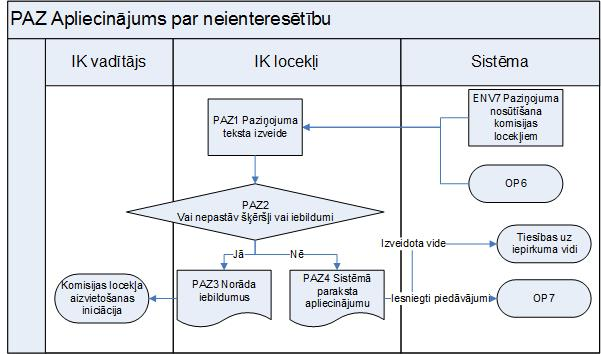 PAZ Apliecinājums par neienteresētību
IK vadītājs
IK locekļi
Sistēma
PAZ1 Paziņojuma
teksta izveide
ENV7 Paziņojuma
nosūtīšana
komisijas
locekļiem
OP6
PAZ2
Vai nepastāv šķēršļi vai iebildumi
Jā
Nē
Izveidota vide
Tiesības uz
iepirkuma vidi
Komisijas locekļa
aizvietošanas
iniciācija
PAZ3 Norāda
iebildumus
PAZ4 Sistēmā
paraksta
apliecinājumu
Iesniegti piedāvājumi
OP7